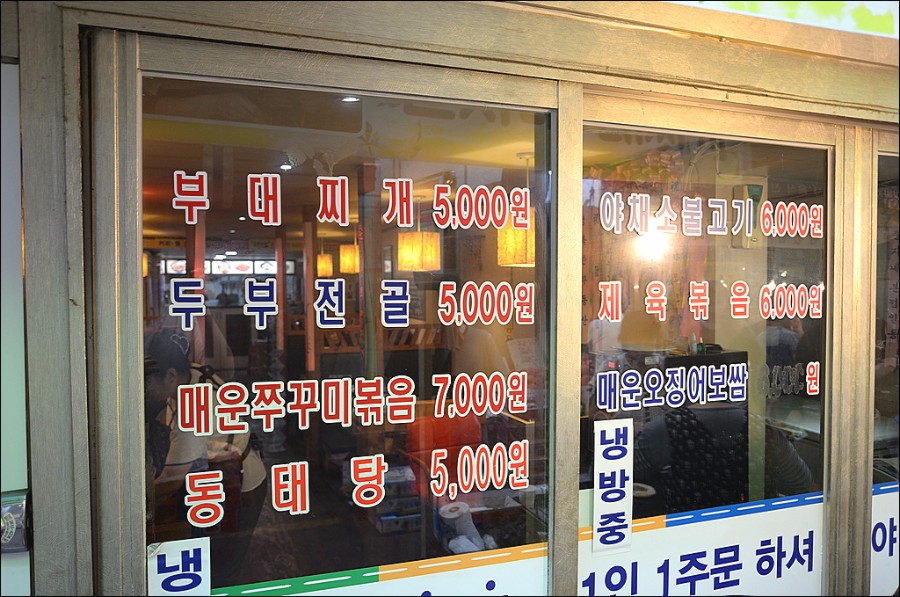 부대찌개 5,000원
두부전골 5,000원
매운쭈꾸미볶음 7,000원
동태탕 5,000원
냉
야채소불고기 6,000원
제육볶음 6,000원
매운오징어보쌈 원
냉방중
1인 1주문 하셔
야